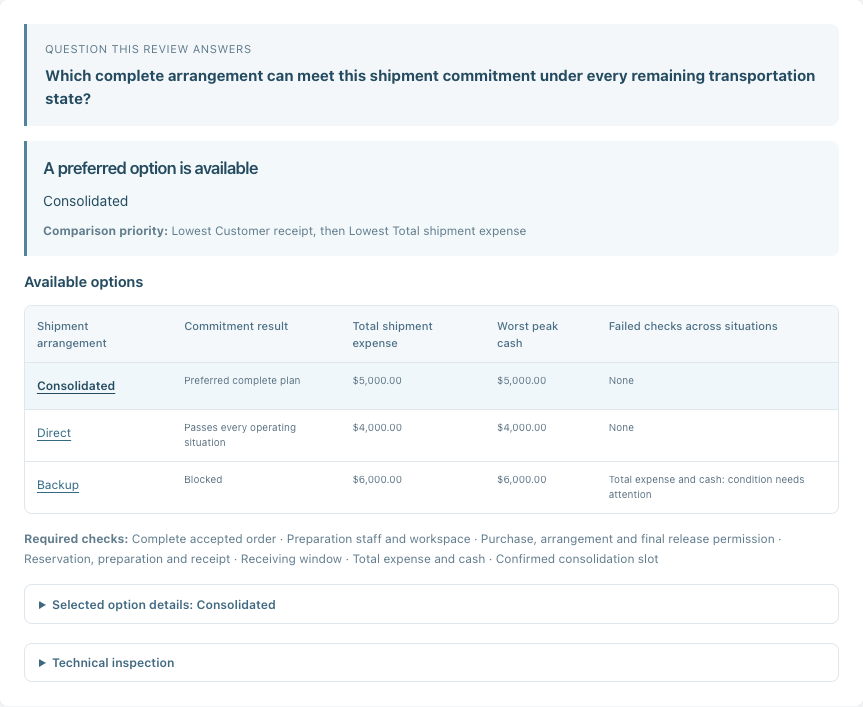 QUESTION THIS REVIEW ANSWERS
Which complete arrangement can meet this shipment commitment under every remaining transportation
state?
A preferred option is available
Consolidated
Comparison priority: Lowest Customer receipt, then Lowest Total shipment expense
Available options
Shipment arrangement Commitment result Total shipment expense Worst peak cash Failed checks across situations
Consolidated Preferred complete plan $5,000.00 $5,000.00 None
Direct Passes every operating situation $4,000.00 $4,000.00 None
Backup Blocked $6,000.00 $6,000.00 Total expense and cash: condition needs attention
Required checks: Complete accepted order · Preparation staff and workspace · Purchase, arrangement and final release permission ·
Reservation, preparation and receipt · Receiving window · Total expense and cash · Confirmed consolidation slot
▶ Selected option details: Consolidated
▶ Technical inspection